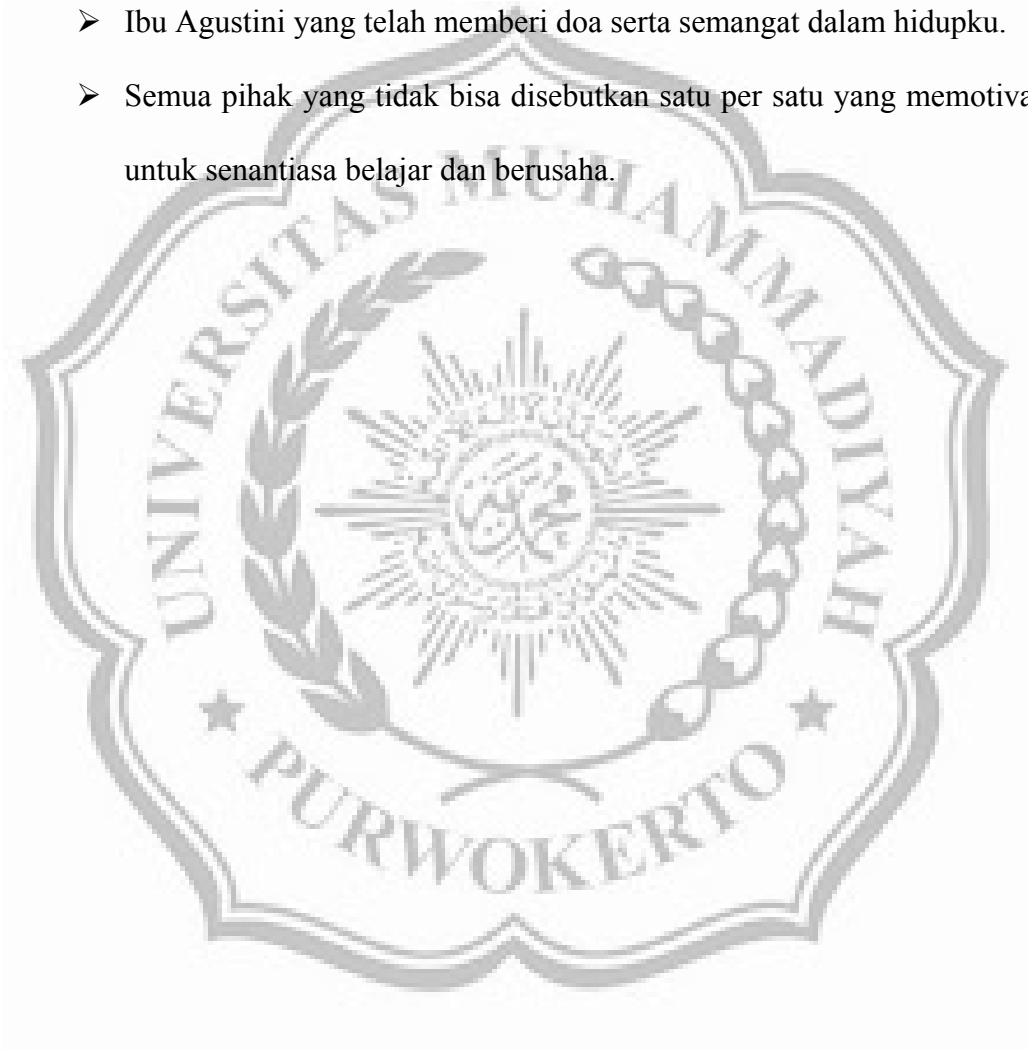 ➤ Ibu Agustini yang telah memberi doa serta semangat dalam hidupku.
➤ Semua pihak yang tidak bisa disebutkan satu per satu yang memotiva
untuk senantiasa belajar dan berusaha.
UNIVERSITAS MUHAMMADIYAH
PURWOKERTO